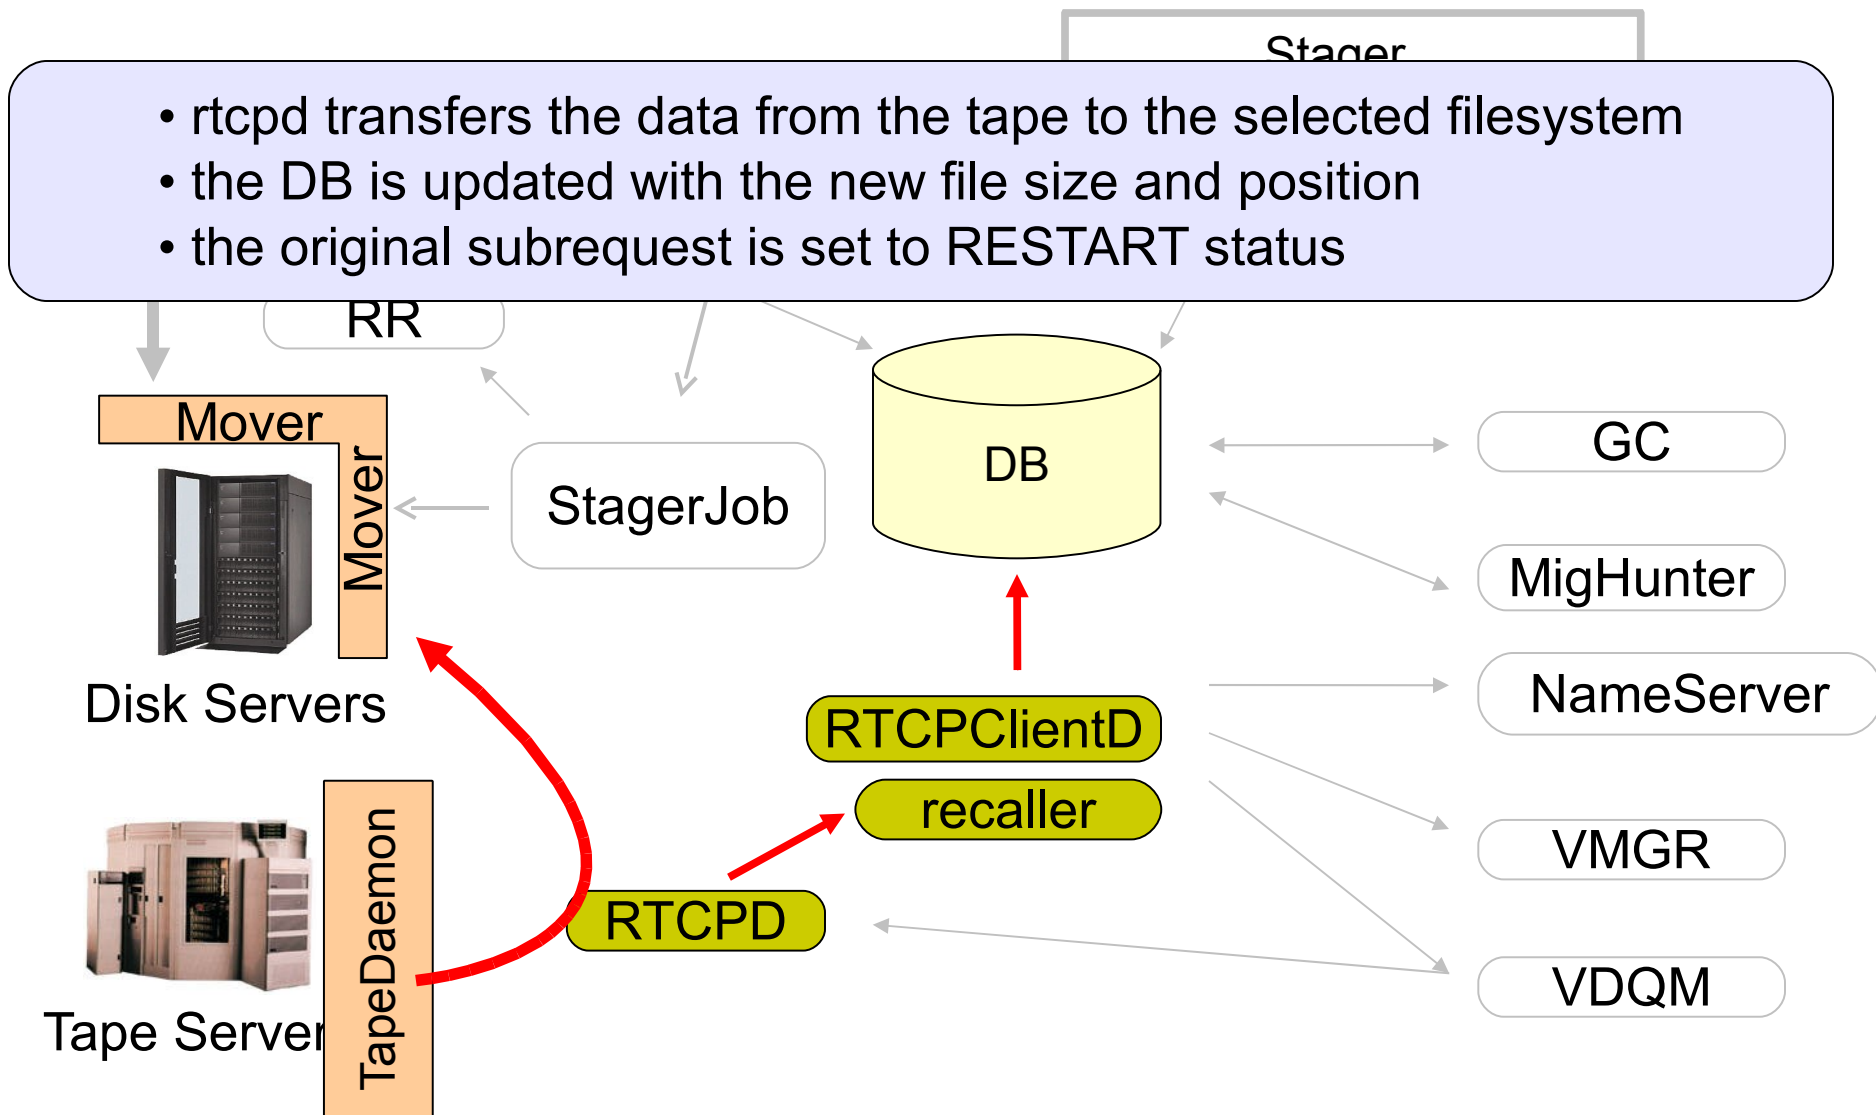 Stager
• rtcpd transfers the data from the tape to the selected filesystem
• the DB is updated with the new file size and position
• the original subrequest is set to RESTART status
RR
Mover
Mover
DB
GC
StagerJob
MigHunter
NameServer
Disk Servers
RTCPClientD
recaller
VMGR
TapeDaemon
RTCPD
VDQM
Tape Server